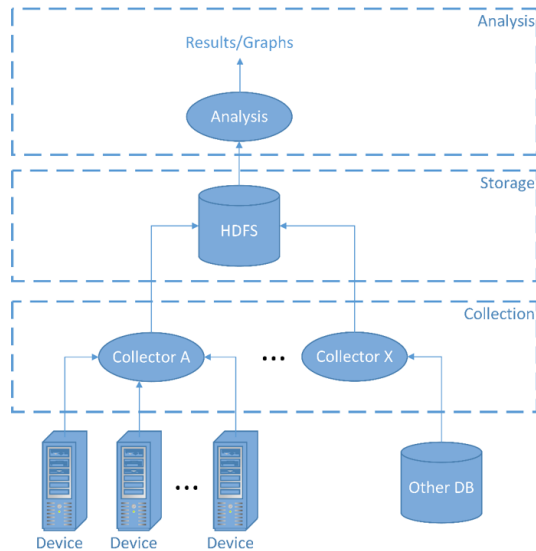 Analysis
Results/Graphs
Analysis
Storage
HDFS
Collection
Collector A
...
Collector X
...
Other DB
Device
Device
Device